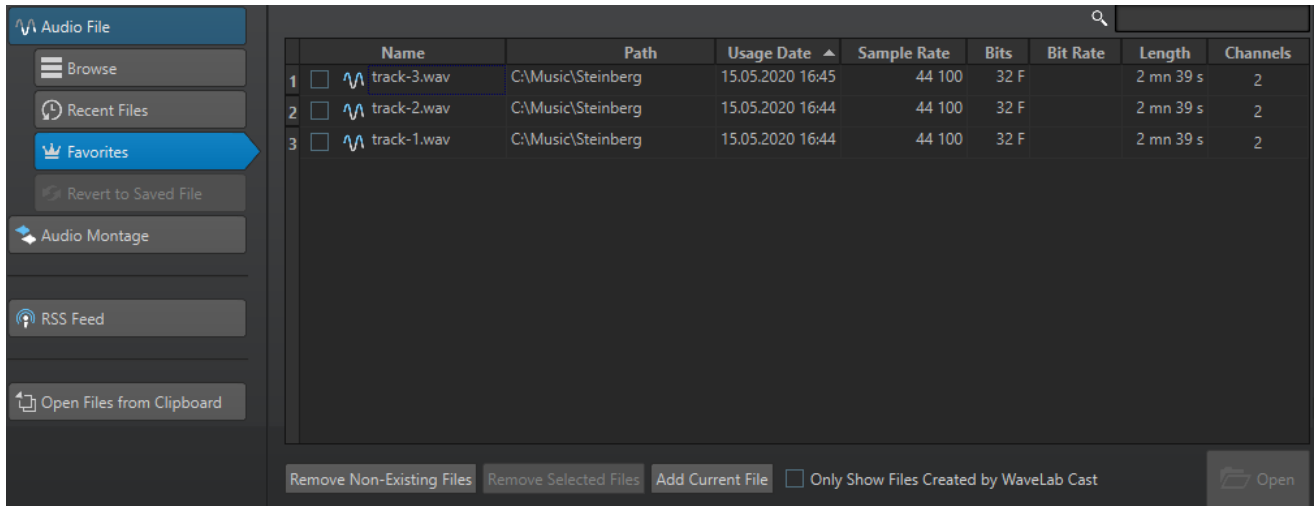 Audio File
Browse
Recent Files
Favorites
Revert to Saved File
Audio Montage
RSS Feed
Open Files from Clipboard
Name Path Usage Date Sample Rate Bits Bit Rate Length Channels
1 track-3.wav C:\Music\Steinberg 15.05.2020 16:45 44 100 32 F 2 mn 39 s 2
2 track-2.wav C:\Music\Steinberg 15.05.2020 16:44 44 100 32 F 2 mn 39 s 2
3 track-1.wav C:\Music\Steinberg 15.05.2020 16:44 44 100 32 F 2 mn 39 s 2
Remove Non-Existing Files Remove Selected Files Add Current File Only Show Files Created by WaveLab Cast Open